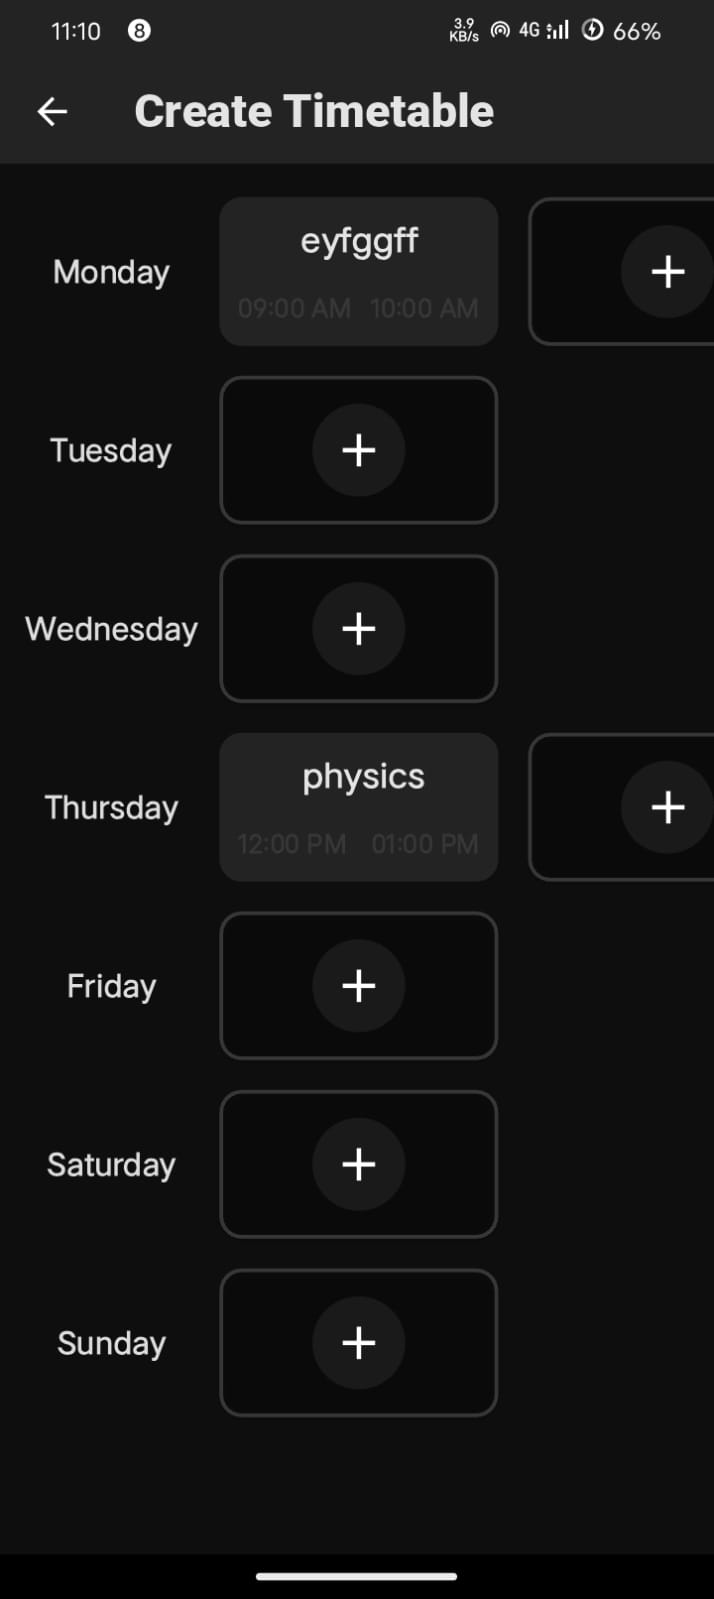 11:10 8 3.9 KB/s 4G 66%
Create Timetable
eyfggff
Monday
09:00 AM 10:00 AM
Tuesday
Wednesday
physics
Thursday
12:00 PM 01:00 PM
Friday
Saturday
Sunday